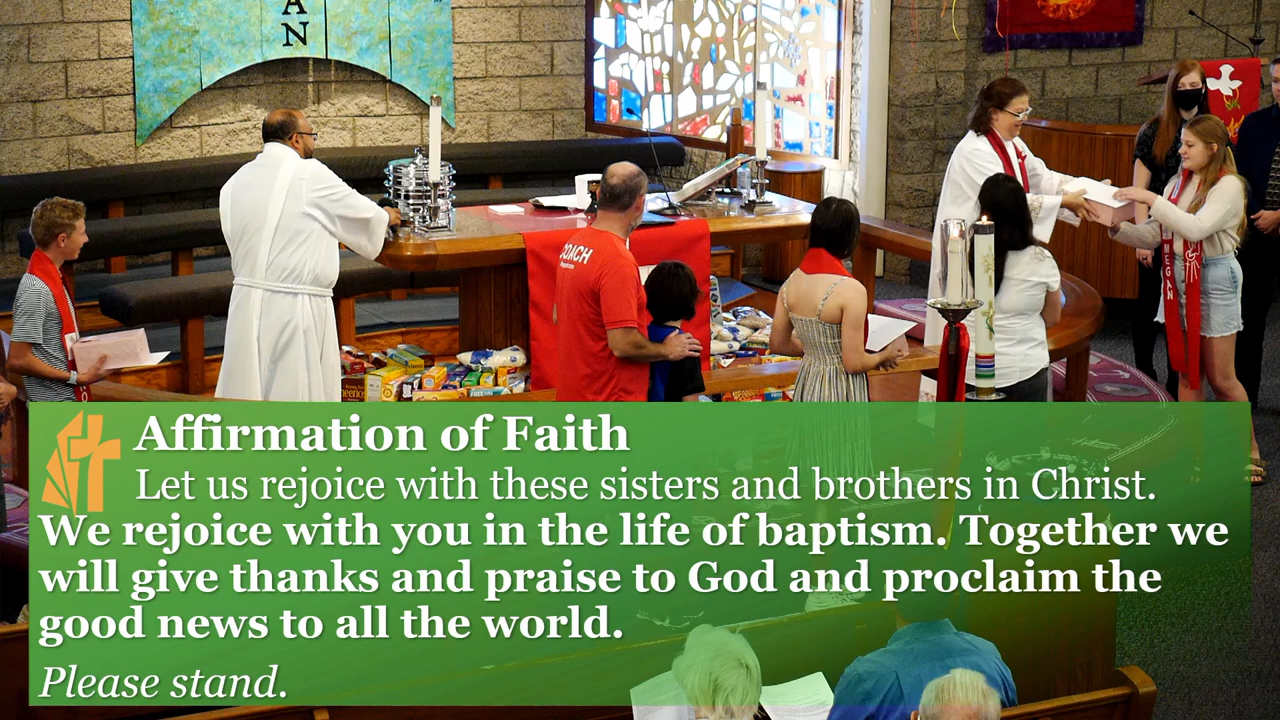 AN
COACH
MEGAN
Affirmation of Faith
Let us rejoice with these sisters and brothers in Christ.
We rejoice with you in the life of baptism. Together we
will give thanks and praise to God and proclaim the
good news to all the world.
Please stand.